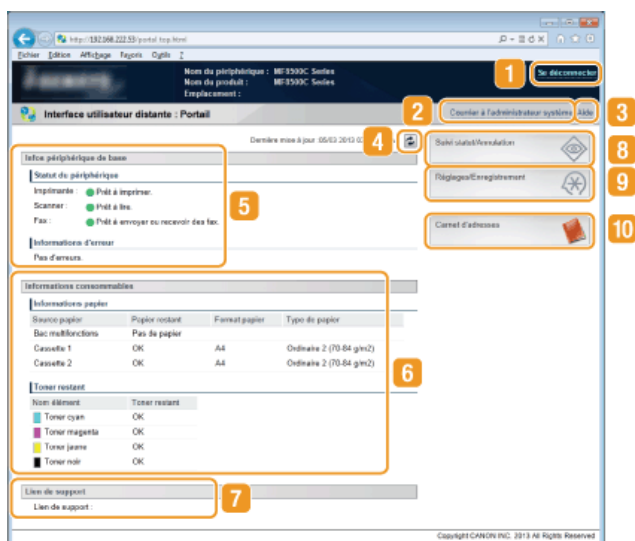 http://192.168.222.93/portal_top.html
Fichier Edition Affichage Favoris Outils ?
Nom du périphérique : MF8500C Series
Nom du produit : MF8500C Series
Emplacement :
1
Se déconnecter
Interface utilisateur distante : Portail
2
Courrier à l'administrateur système
Aide
3
Dernière mise à jour :05/03 2013
4
Suivi statut/Annulation
8
Infos périphérique de base
Statut du périphérique
Réglages/Enregistrement
9
Imprimante : Prêt à imprimer.
Scanner : Prêt à lire.
5
Fax : Prêt à envoyer ou recevoir des fax.
Carnet d'adresses
10
Informations d'erreur
Pas d'erreurs.
Informations consommables
Informations papier
Source papier Papier restant Format papier Type de papier
Bac multifonctions Pas de papier
Cassette 1 OK A4 Ordinaire 2 (70-84 g/m2)
Cassette 2 OK A4 Ordinaire 2 (70-84 g/m2)
6
Toner restant
Nom élément Toner restant
Toner cyan OK
Toner magenta OK
Toner jaune OK
Toner noir OK
Lien de support
7
Lien de support :
Copyright CANON INC. 2013 All Rights Reserved